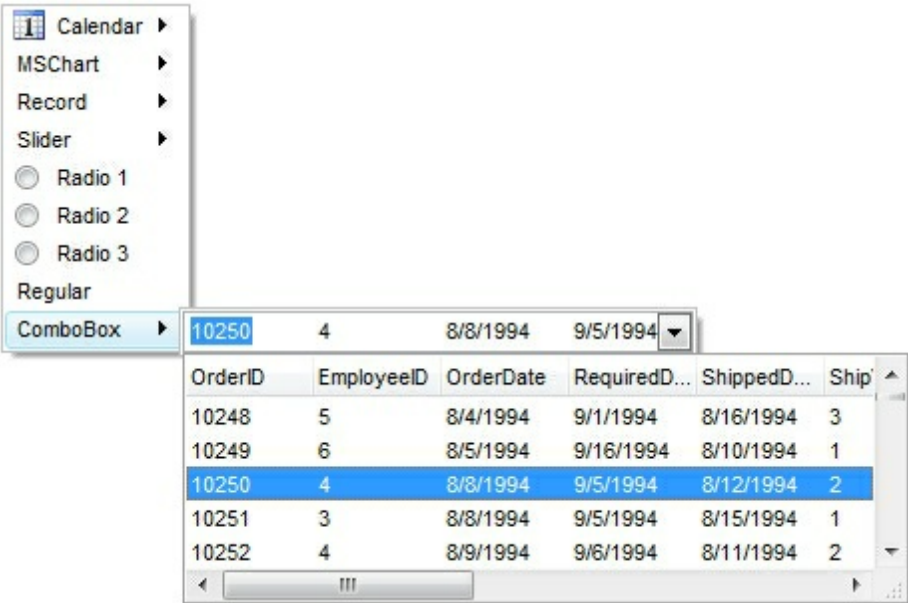 1 Calendar
MSChart
Record
Slider
Radio 1
Radio 2
Radio 3
Regular
ComboBox
10250 4 8/8/1994 9/5/1994
OrderID EmployeeID OrderDate RequiredD... ShippedD... Ship
10248 5 8/4/1994 9/1/1994 8/16/1994 3
10249 6 8/5/1994 9/16/1994 8/10/1994 1
10250 4 8/8/1994 9/5/1994 8/12/1994 2
10251 3 8/8/1994 9/5/1994 8/15/1994 1
10252 4 8/9/1994 9/6/1994 8/11/1994 2